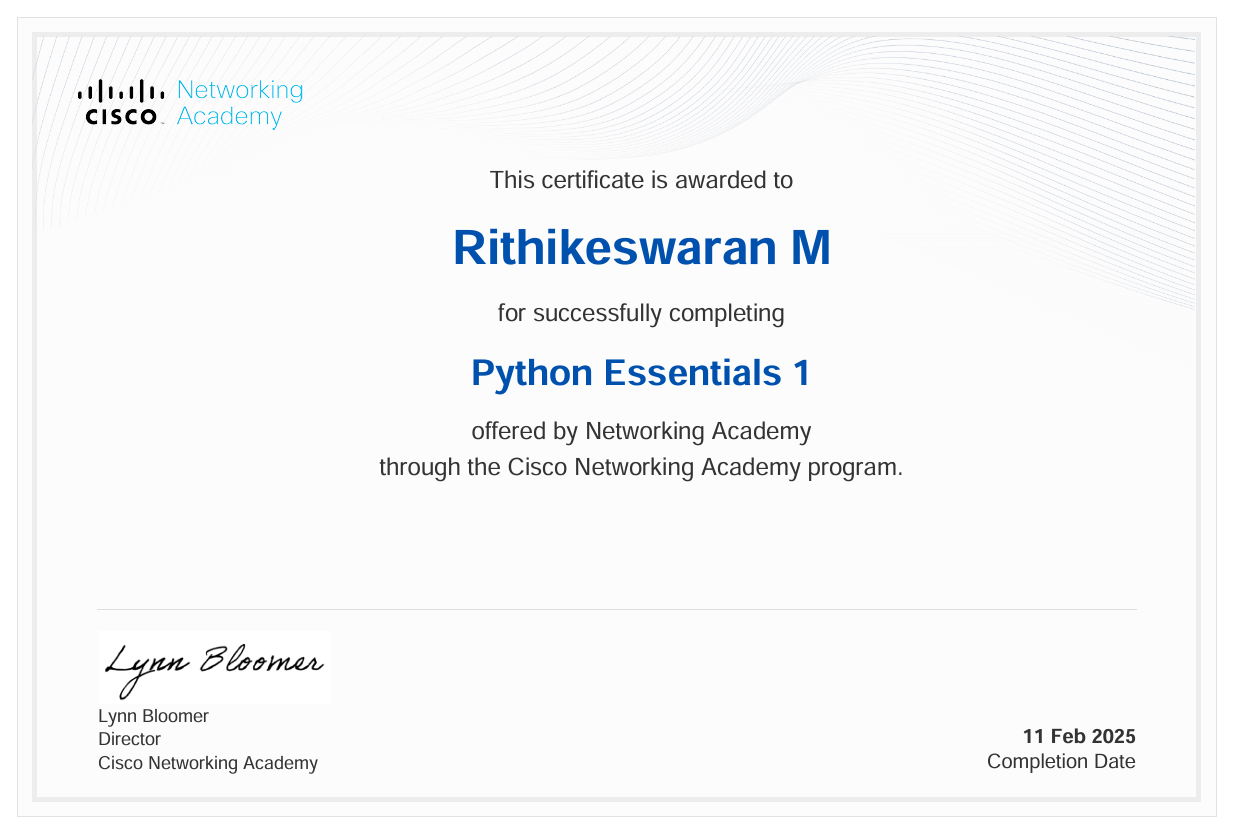 Networking
CISCO Academy
This certificate is awarded to
Rithikeswaran M
for successfully completing
Python Essentials 1
offered by Networking Academy
through the Cisco Networking Academy program.
Lynn Bloomer
Lynn Bloomer
Director
Cisco Networking Academy
11 Feb 2025
Completion Date